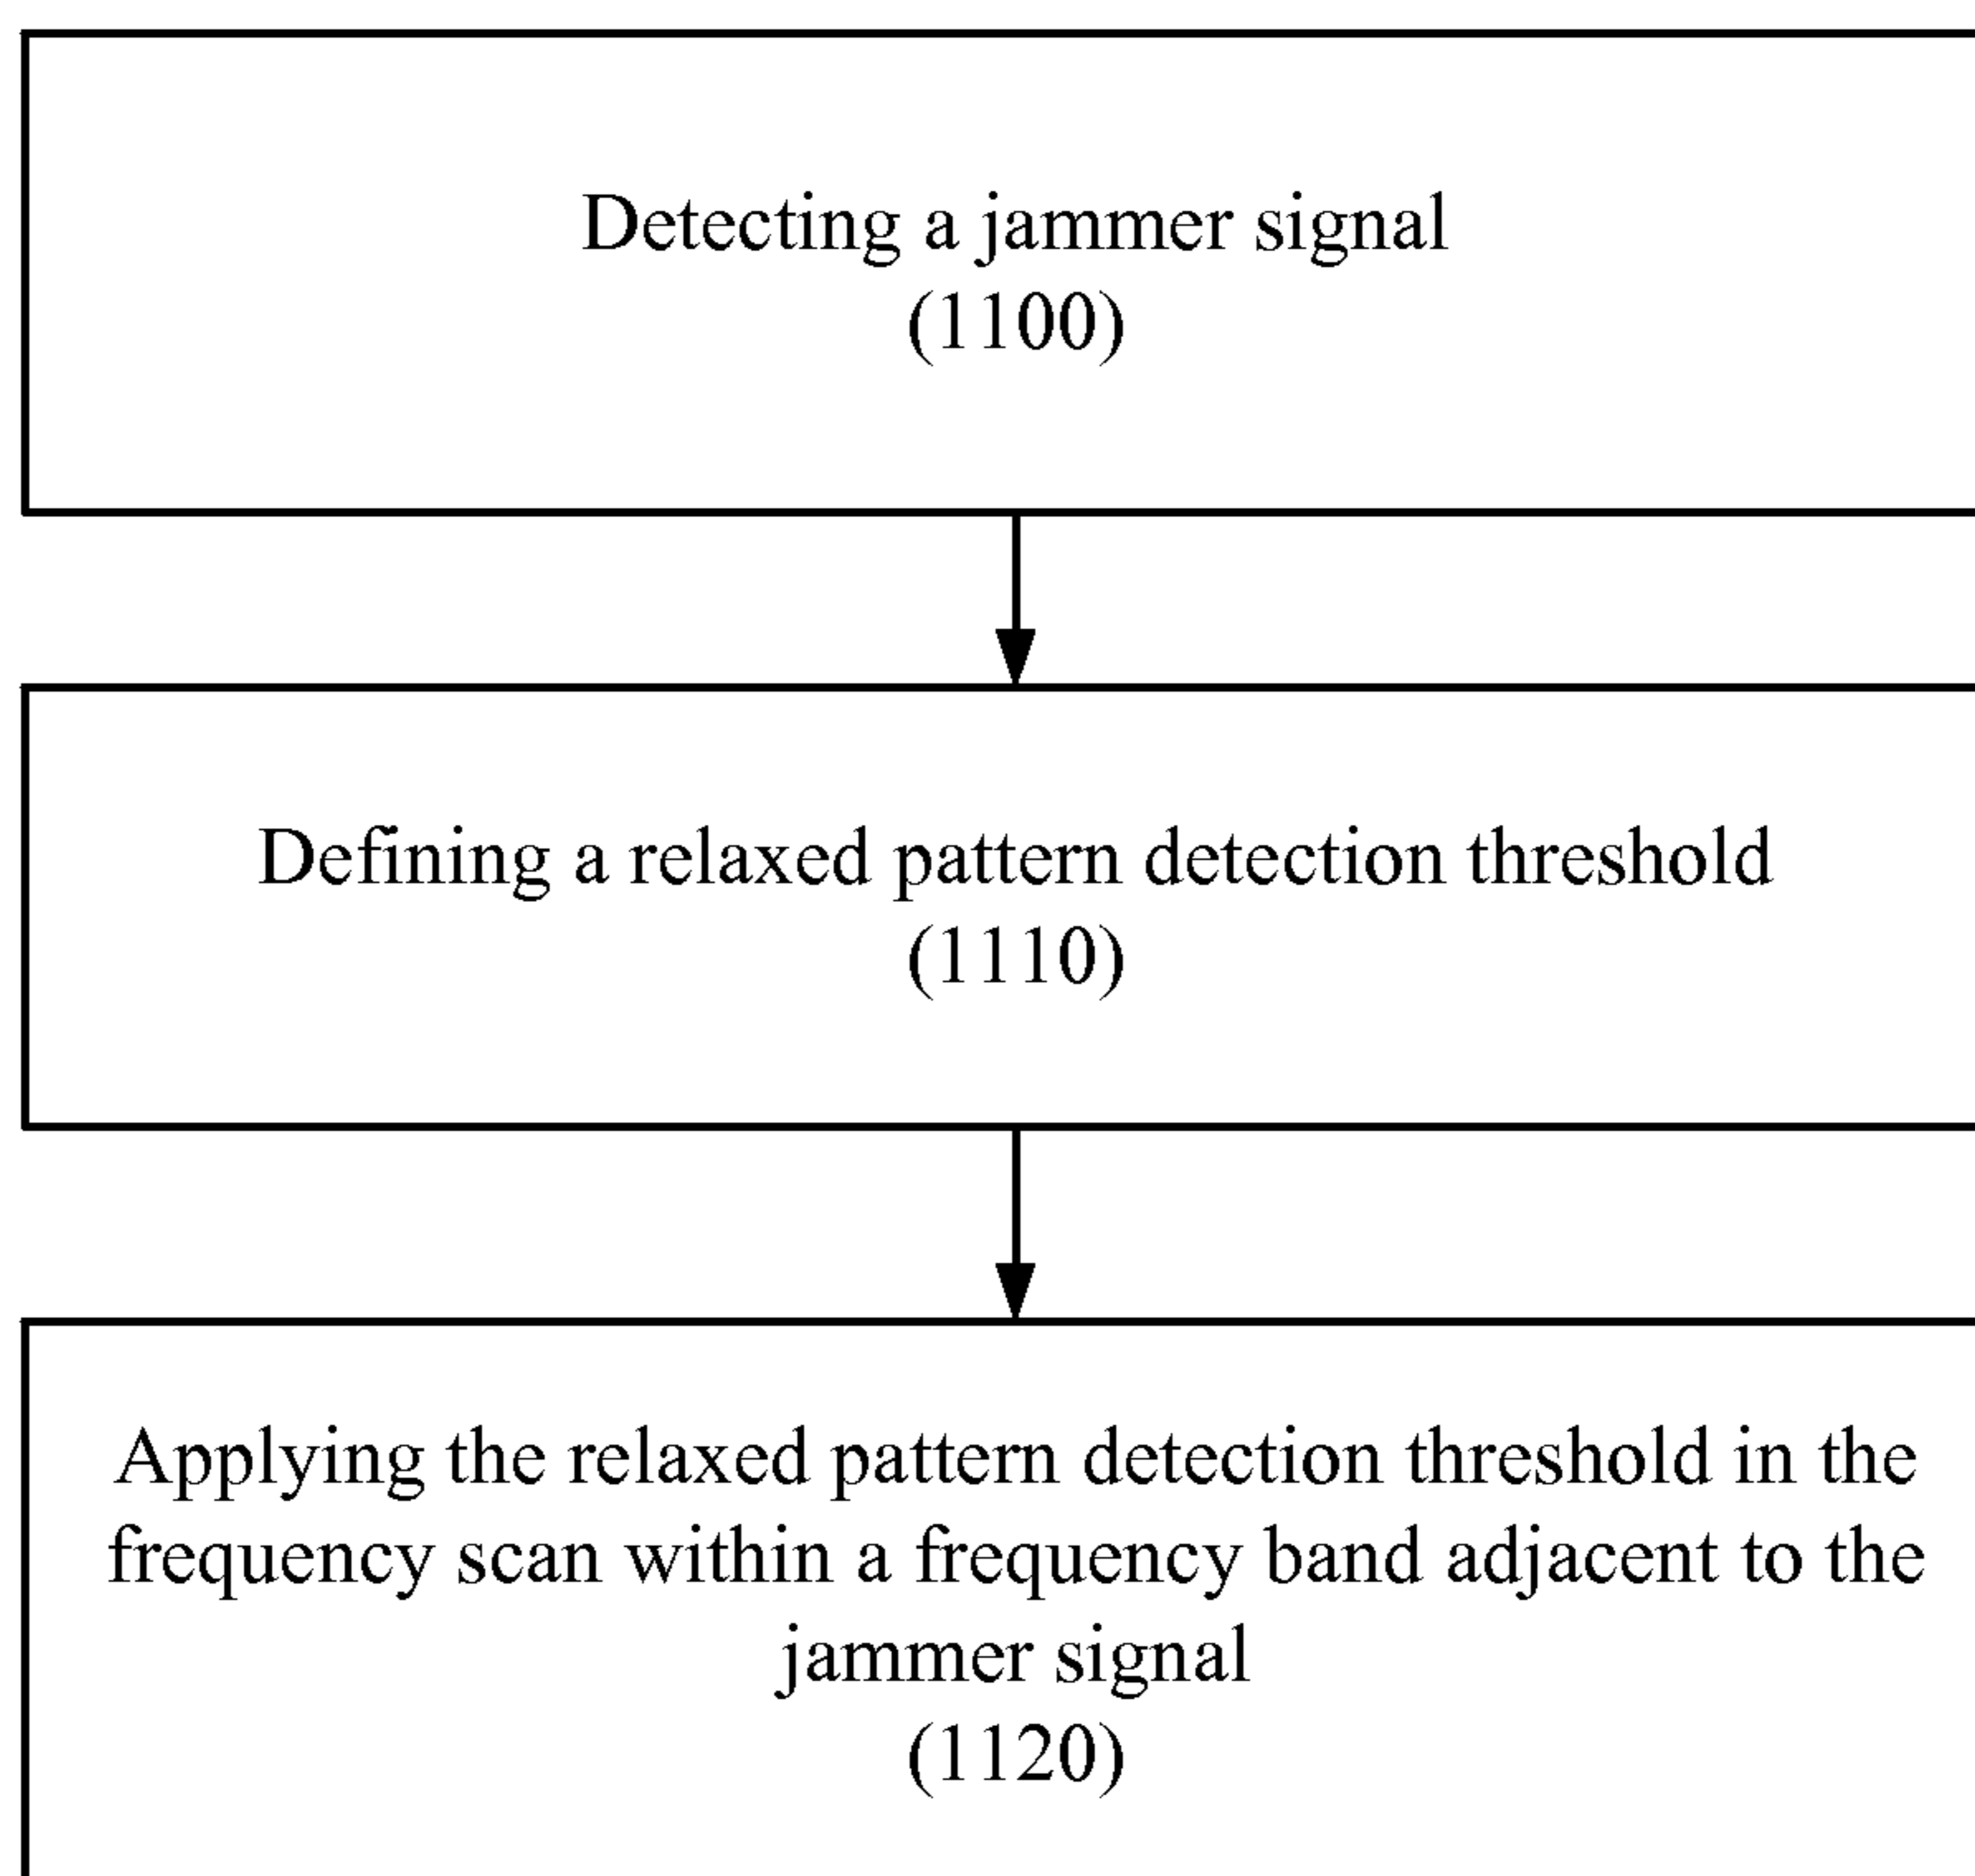 Detecting a jammer signal
(1100)
Defining a relaxed pattern detection threshold
(1110)
Applying the relaxed pattern detection threshold in the
frequency scan within a frequency band adjacent to the
jammer signal
(1120)